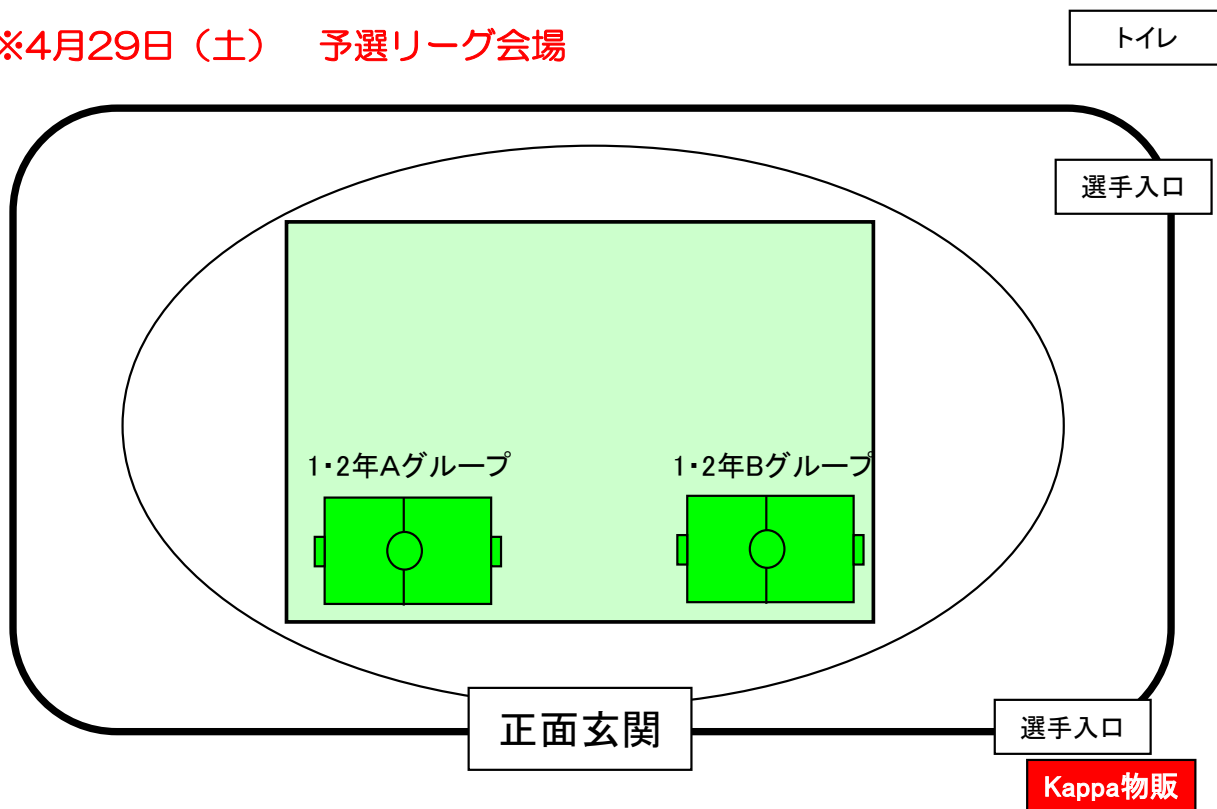 ※4月29日（土）　予選リーグ会場
トイレ
選手入口
1・2年Aグループ
1・2年Bグループ
正面玄関
選手入口
Kappa物販